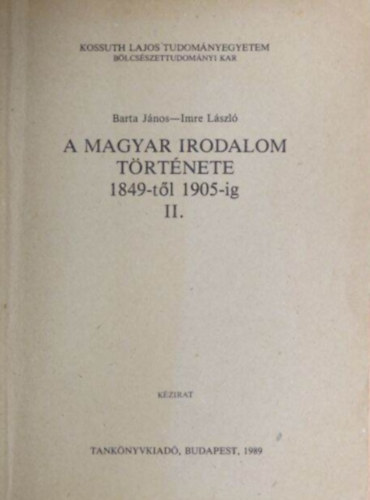 KOSSUTH LAJOS TUDOMÁNYEGYETEM
BÖLCSÉSZETTUDOMÁNYI KAR
Barta János—Imre László
A MAGYAR IRODALOM
TÖRTÉNETE
1849-től 1905-ig
II.
KÉZIRAT
TANKÖNYVKIADÓ, BUDAPEST, 1989